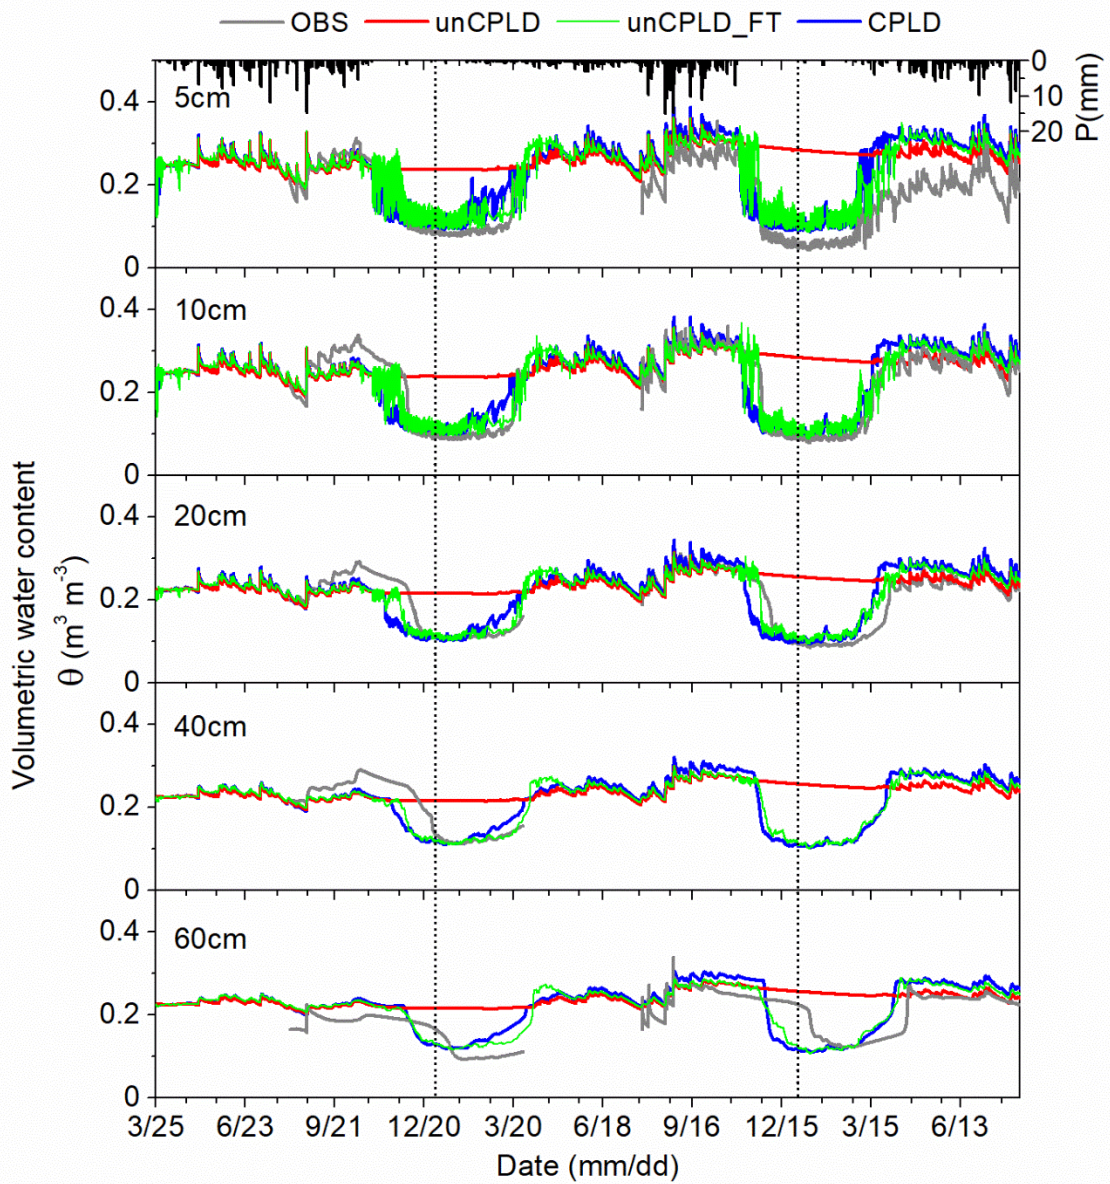 OBS unCPLD unCPLD_FT CPLD
5cm
0.4
0.2
0
0
10
20
P(mm)
10cm
0.4
0.2
0
20cm
0.4
0.2
0
40cm
0.4
0.2
0
60cm
0.4
0.2
0
Volumetric water content
θ (m³ m⁻³)
3/25 6/23 9/21 12/20 3/20 6/18 9/16 12/15 3/15 6/13
Date (mm/dd)